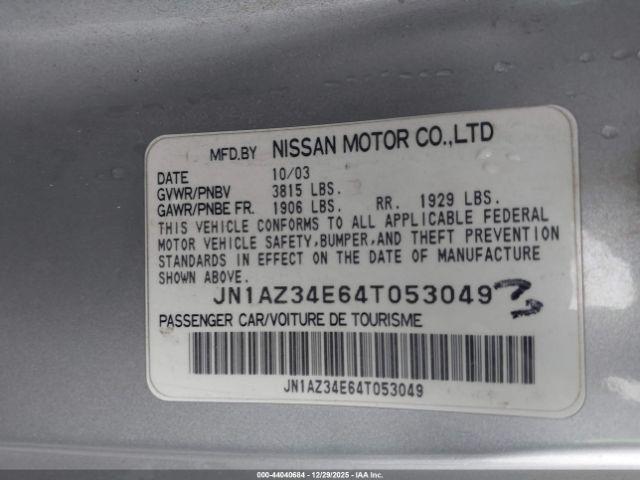 MFD.BY NISSAN MOTOR CO.,LTD
DATE 10/03
GVWR/PNBV 3815 LBS.
GAWR/PNBE FR. 1906 LBS. RR. 1929 LBS.
THIS VEHICLE CONFORMS TO ALL APPLICABLE FEDERAL
MOTOR VEHICLE SAFETY,BUMPER,AND THEFT PREVENTION
STANDARDS IN EFFECT ON THE DATE OF MANUFACTURE
SHOWN ABOVE.
JN1AZ34E64T053049
PASSENGER CAR/VOITURE DE TOURISME
JN1AZ34E64T053049
000-44040684 - 12/29/2025 - IAAI, Inc.